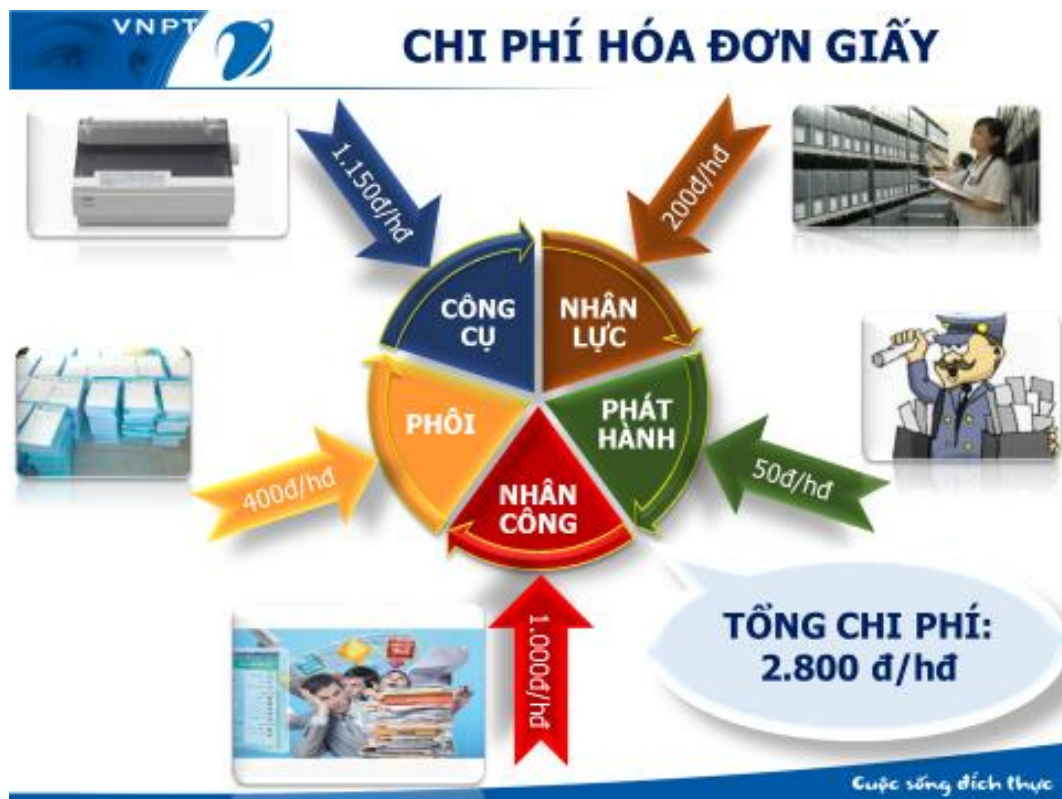 VNPT
CHI PHÍ HÓA ĐƠN GIẤY
1.150đ/hđ
200đ/hđ
CÔNG
CỤ
NHÂN
LỰC
PHÔI
PHÁT
HÀNH
400đ/hđ
50đ/hđ
NHÂN
CÔNG
1.000đ/hđ
TỔNG CHI PHÍ:
2.800 đ/hđ
Cuộc sống đích thực